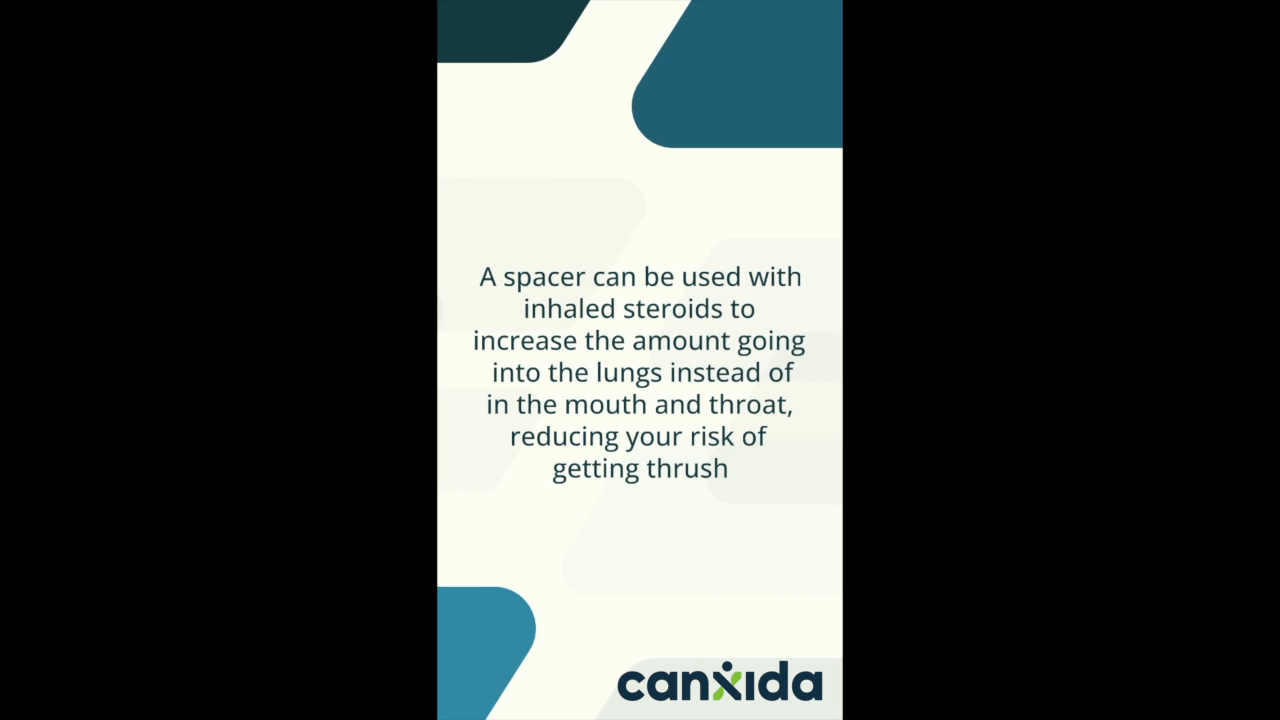 A spacer can be used with
inhaled steroids to
increase the amount going
into the lungs instead of
in the mouth and throat,
reducing your risk of
getting thrush
canxida